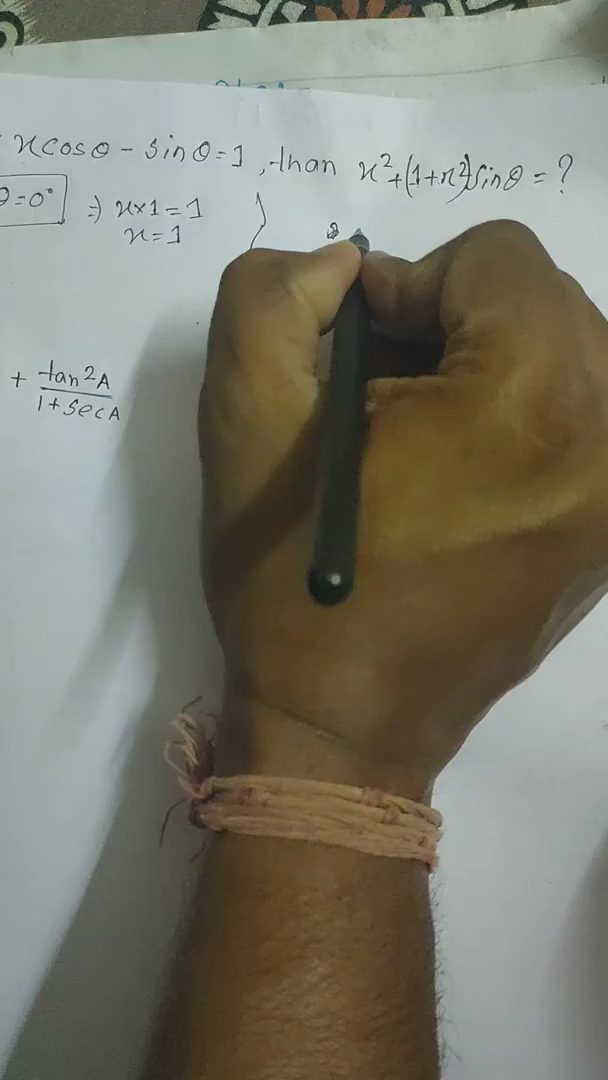 xcosθ - sinθ=1, than x²+(1+x²)sinθ = ?
θ=0° ⇒ x×1=1
x=1
+ tan²A
1+secA